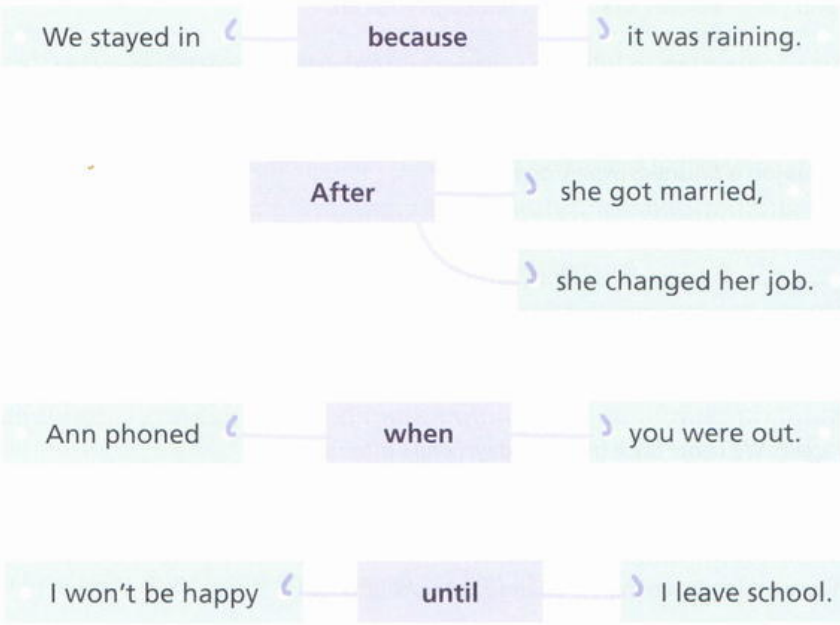 We stayed in because it was raining.
After she got married,
she changed her job.
Ann phoned when you were out.
I won't be happy until I leave school.